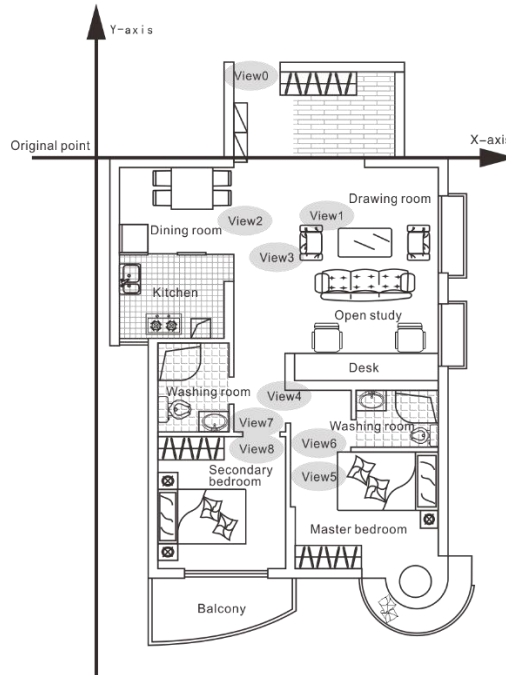 Y-axis
View0
Original point
X-axis
Drawing room
View1
View2
Dining room
View3
Kitchen
Open study
Desk
Washing room
View4
View7
Washing room
View8
View6
Secondary
bedroom
View5
Master bedroom
Balcony